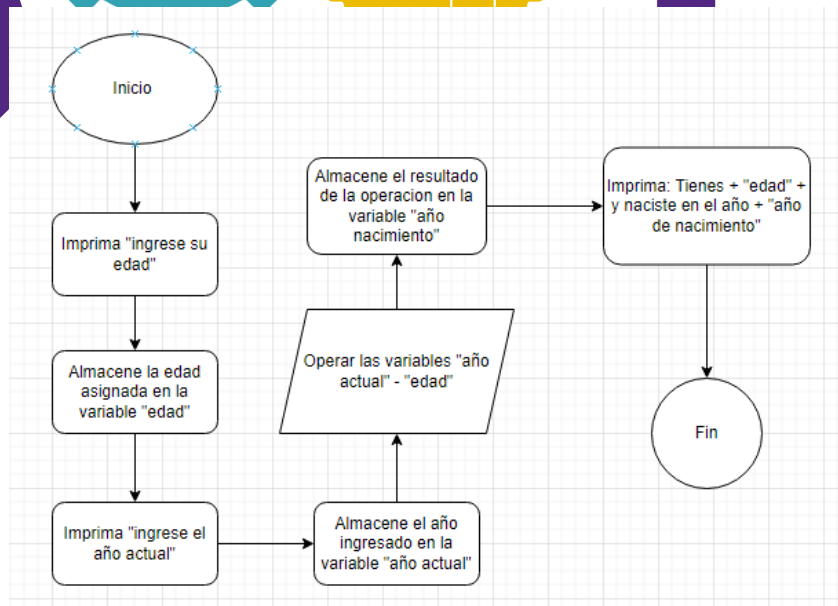 Inicio
Imprima "ingrese su
edad"
Almacene la edad
asignada en la
variable "edad"
Imprima "ingrese el
año actual"
Almacene el año
ingresado en la
variable "año actual"
Operar las variables "año
actual" - "edad"
Almacene el resultado
de la operacion en la
variable "año
nacimiento"
Imprima: Tienes + "edad" +
y naciste en el año + "año
de nacimiento"
Fin